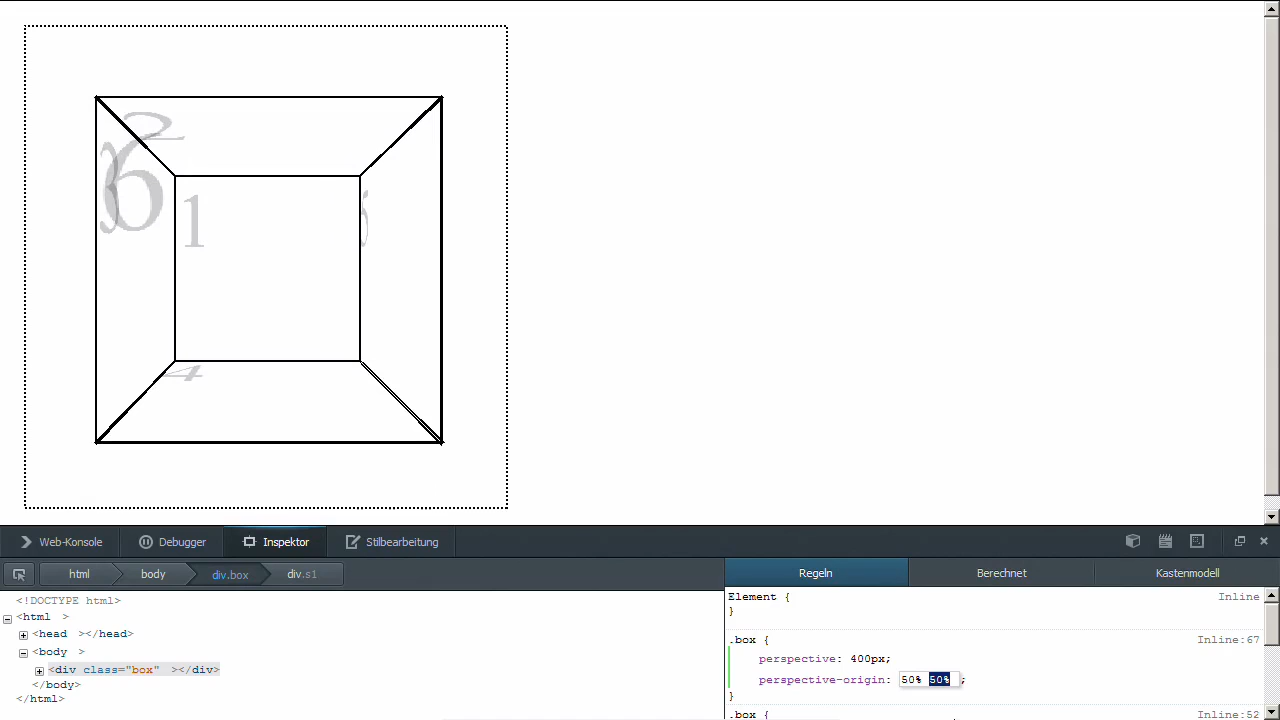 2
3 6
1 5
4
Web-Konsole Debugger Inspektor Stilbearbeitung
html body div.box div.s1 Regeln Berechnet Kastenmodell
<!DOCTYPE html>
<html >
<head ></head>
<body >
<div class="box" ></div>
</body>
</html>
Element { Inline
}
.box { Inline:67
perspective: 400px;
perspective-origin: 50% 50% ;
}
.box { Inline:52